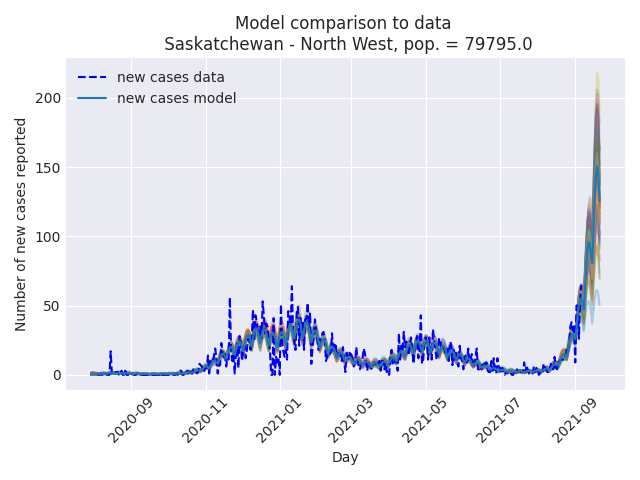 Model comparison to data
Saskatchewan - North West, pop. = 79795.0
new cases data
new cases model
Number of new cases reported
200
150
100
50
0
2020-09
2020-11
2021-01
2021-03
2021-05
2021-07
2021-09
Day